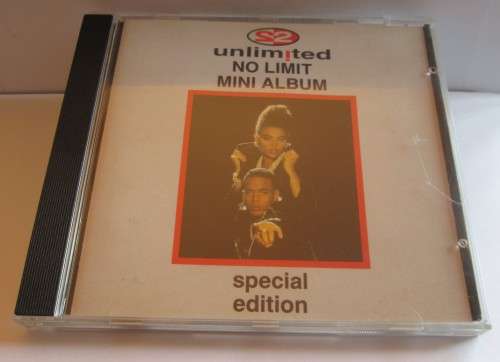 2
unlimited
NO LIMIT
MINI ALBUM
special
edition